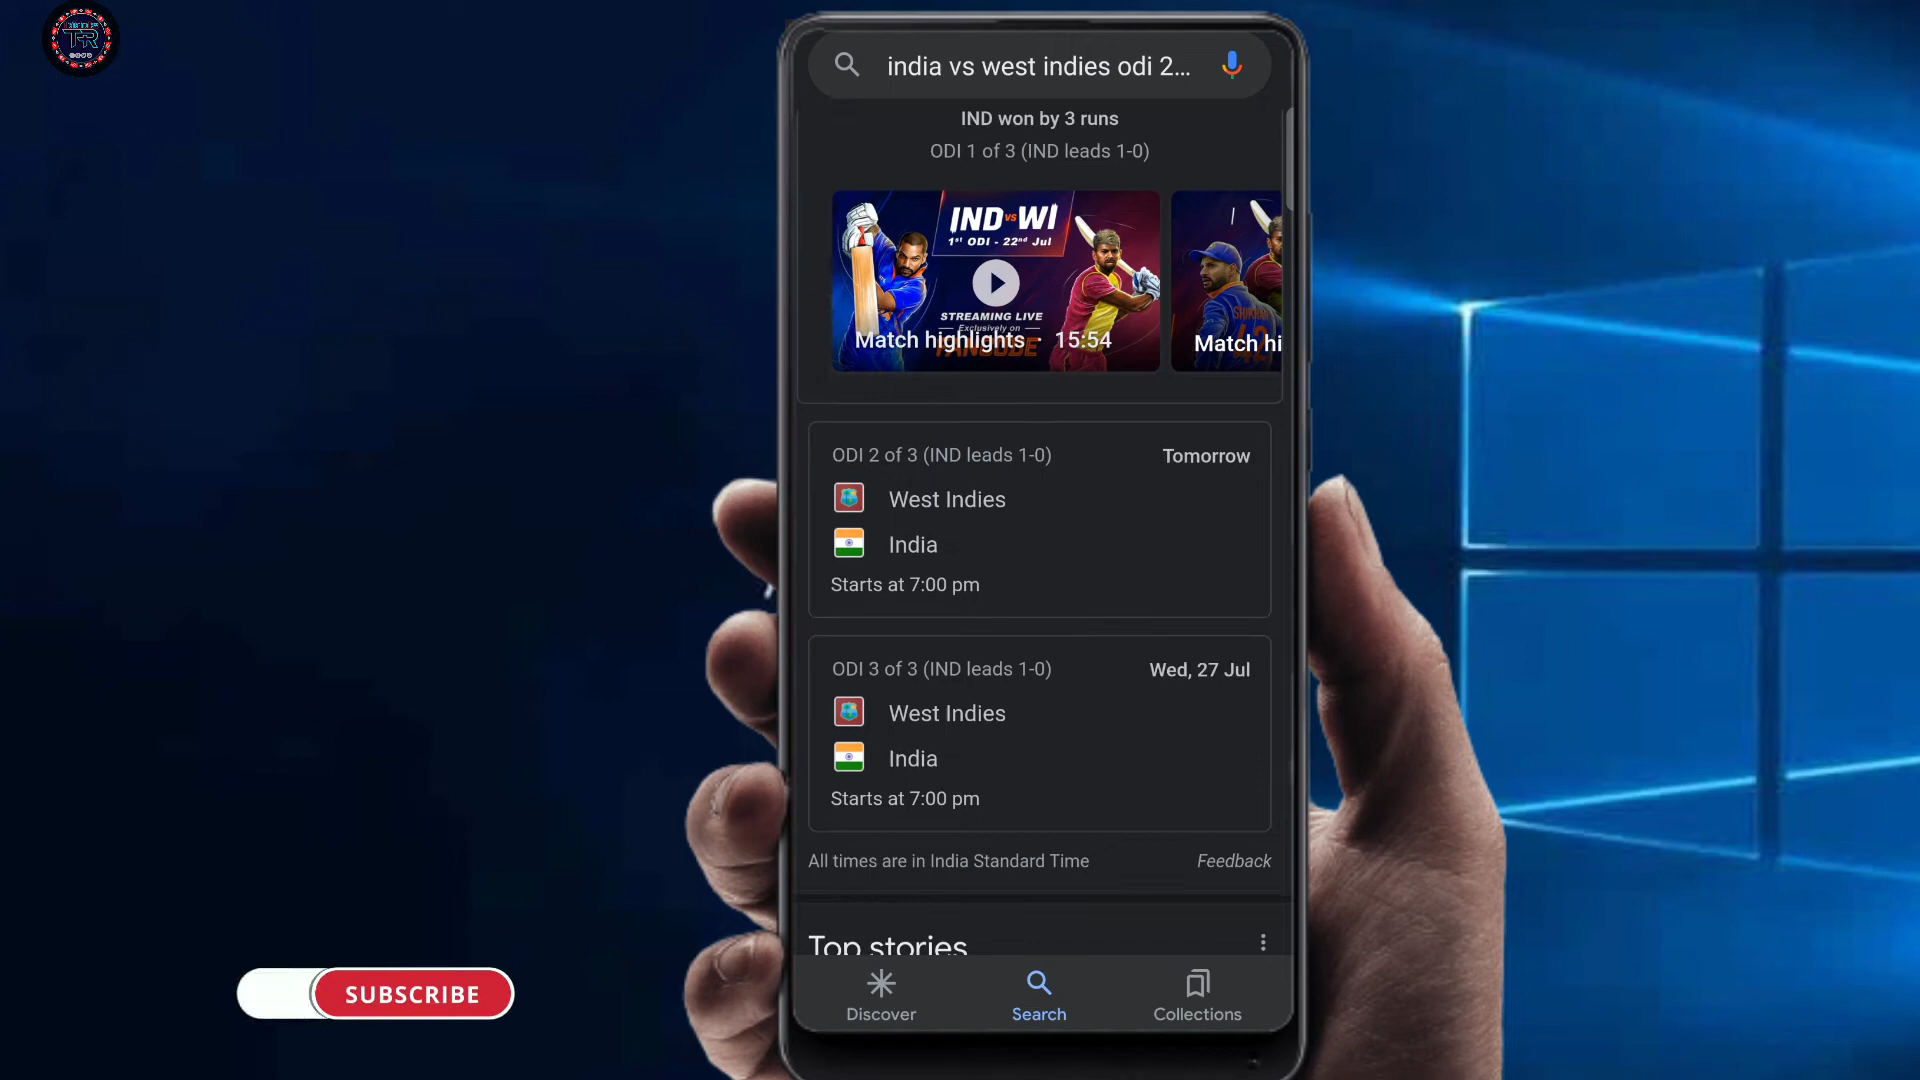 TR
india vs west indies odi 2...
IND won by 3 runs
ODI 1 of 3 (IND leads 1-0)
IND vs WI
1st ODI - 22nd Jul
STREAMING LIVE
Exclusively on
FANCODE
Match highlights · 15:54
SHIKHAR
42
Match hi
ODI 2 of 3 (IND leads 1-0)
Tomorrow
West Indies
India
Starts at 7:00 pm
ODI 3 of 3 (IND leads 1-0)
Wed, 27 Jul
West Indies
India
Starts at 7:00 pm
All times are in India Standard Time
Feedback
Top stories
Discover
Search
Collections
SUBSCRIBE